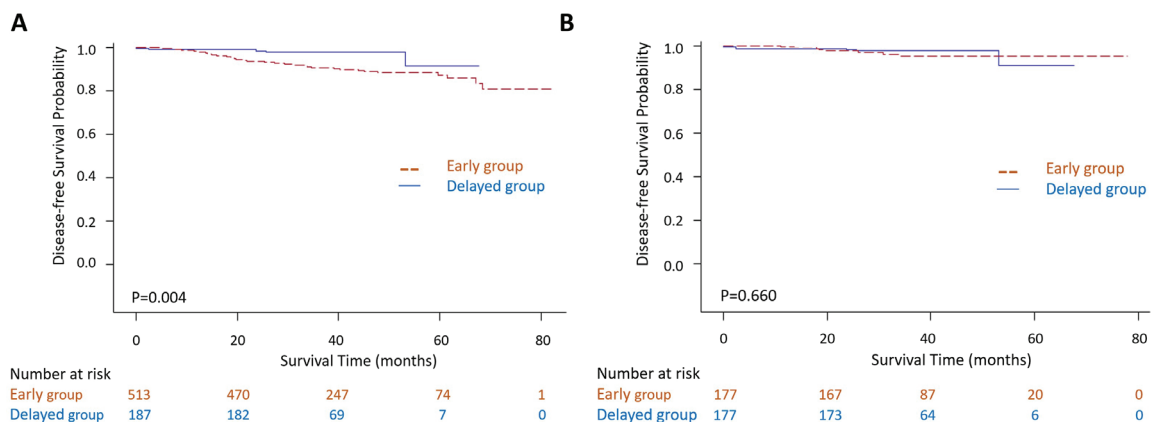 A
Disease-free Survival Probability
1.0
0.8
0.6
0.4
0.2
0.0
Early group
Delayed group
P=0.004
0 20 40 60 80
Survival Time (months)
Number at risk
Early group 513 470 247 74 1
Delayed group 187 182 69 7 0
B
Disease-free Survival Probability
1.0
0.8
0.6
0.4
0.2
0.0
Early group
Delayed group
P=0.660
0 20 40 60 80
Survival Time (months)
Number at risk
Early group 177 167 87 20 0
Delayed group 177 173 64 6 0